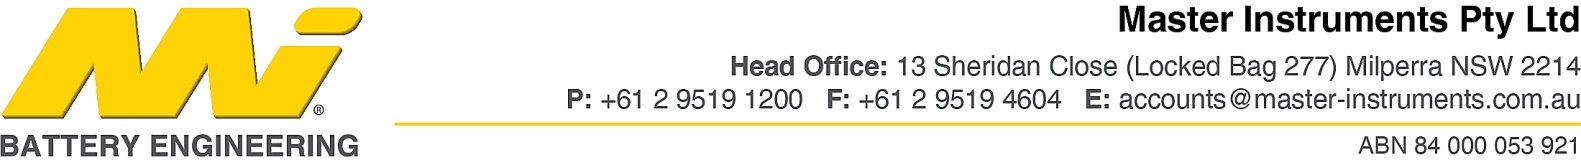 Mi®
BATTERY ENGINEERING
Master Instruments Pty Ltd
Head Office: 13 Sheridan Close (Locked Bag 277) Milperra NSW 2214
P: +61 2 9519 1200 F: +61 2 9519 4604 E: accounts@master-instruments.com.au
ABN 84 000 053 921